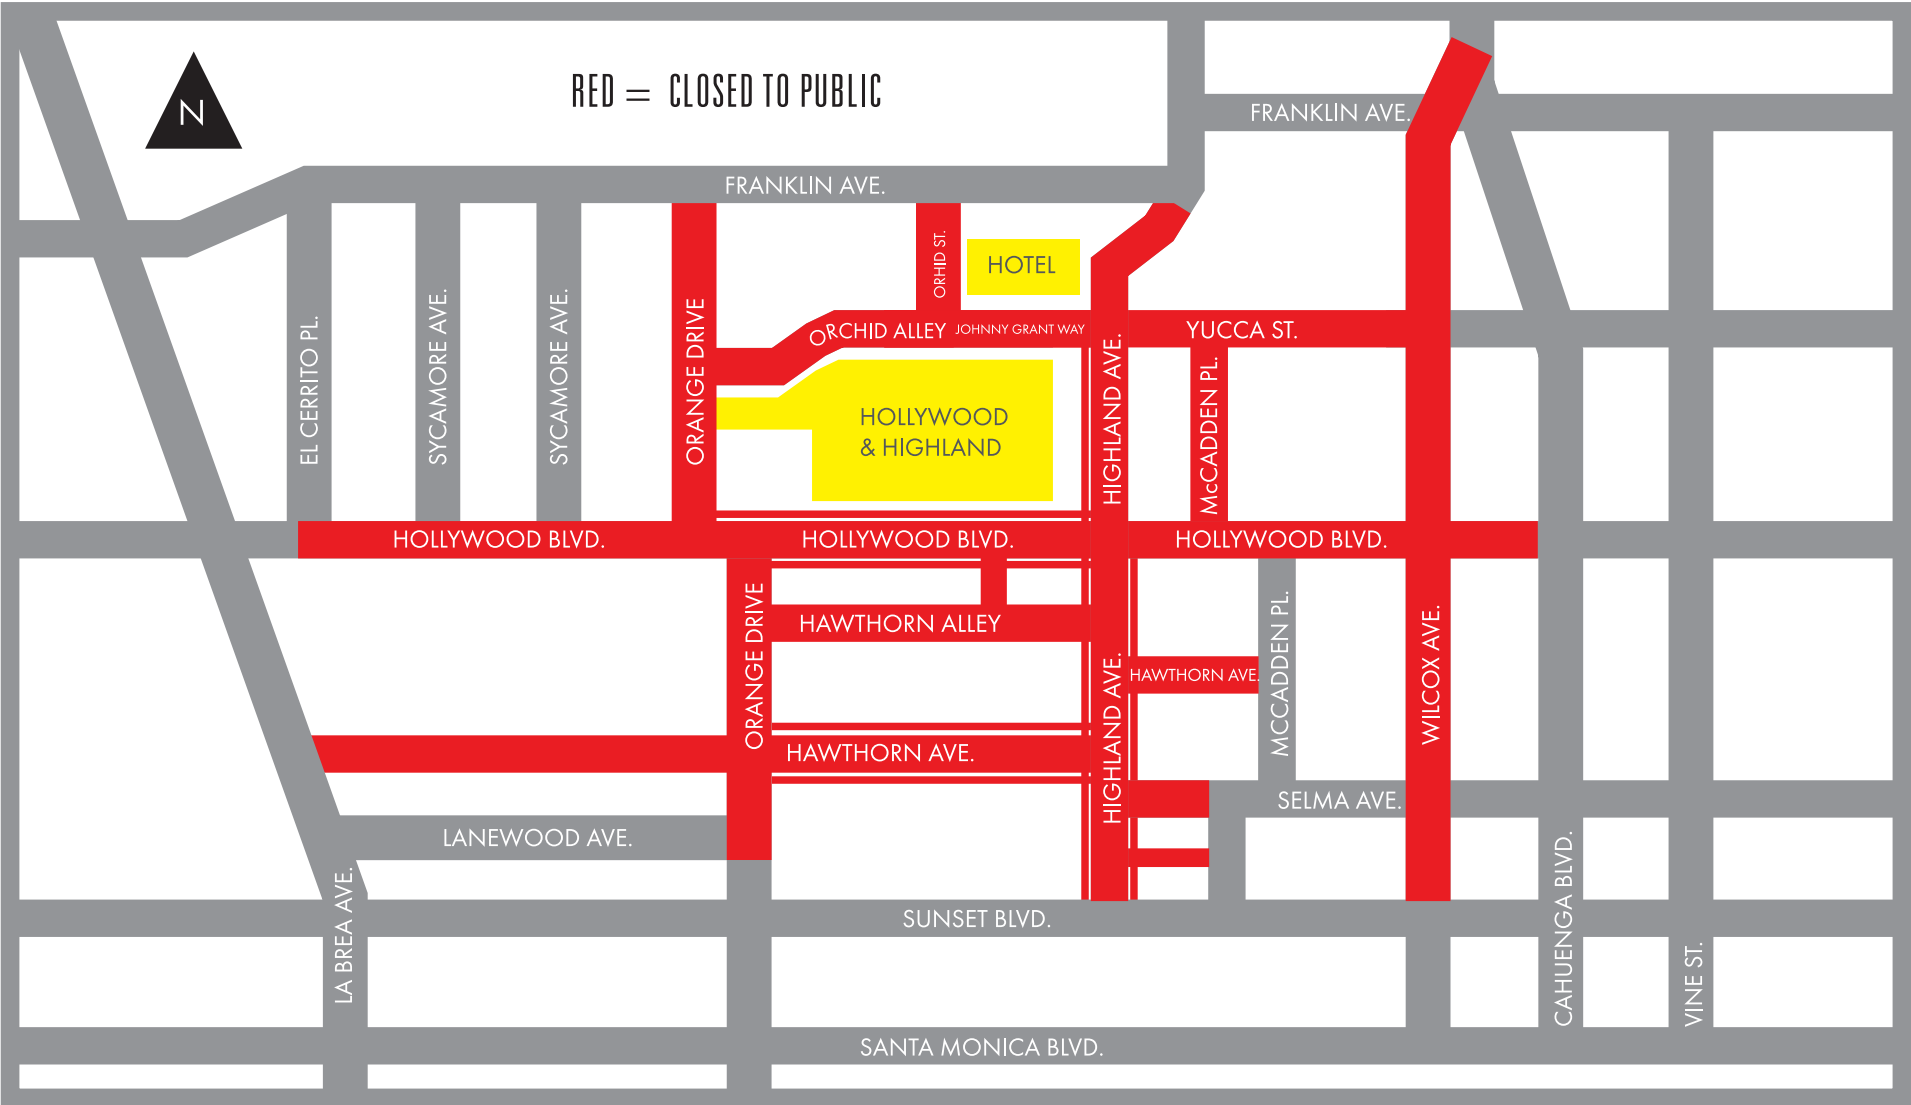 N
RED = CLOSED TO PUBLIC
FRANKLIN AVE.
FRANKLIN AVE.
ORHID ST.
HOTEL
ORCHID ALLEY
JOHNNY GRANT WAY
YUCCA ST.
EL CERRITO PL.
SYCAMORE AVE.
SYCAMORE AVE.
ORANGE DRIVE
HOLLYWOOD
& HIGHLAND
HIGHLAND AVE.
McCADDEN PL.
HOLLYWOOD BLVD.
HOLLYWOOD BLVD.
HOLLYWOOD BLVD.
ORANGE DRIVE
HAWTHORN ALLEY
HIGHLAND AVE.
HAWTHORN AVE.
MCCADDEN PL.
WILCOX AVE.
HAWTHORN AVE.
SELMA AVE.
LANEWOOD AVE.
LA BREA AVE.
SUNSET BLVD.
CAHUENGA BLVD.
VINE ST.
SANTA MONICA BLVD.